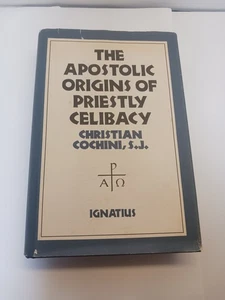 THE
APOSTOLIC
ORIGINS OF
PRIESTLY
CELIBACY
CHRISTIAN
COCHINI, S.J.
P
A Ω
IGNATIUS